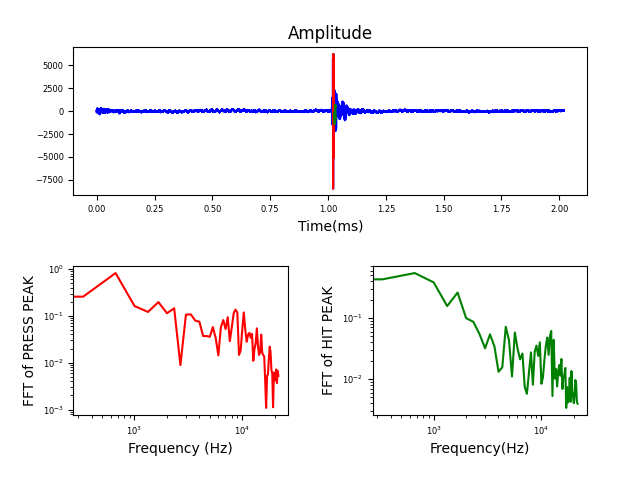 Amplitude
5000
2500
0
−2500
−5000
−7500
0.00 0.25 0.50 0.75 1.00 1.25 1.50 1.75 2.00
Time(ms)
FFT of PRESS PEAK
10⁰
10⁻¹
10⁻²
10⁻³
10³ 10⁴
Frequency (Hz)
FFT of HIT PEAK
10⁻¹
10⁻²
10³ 10⁴
Frequency(Hz)